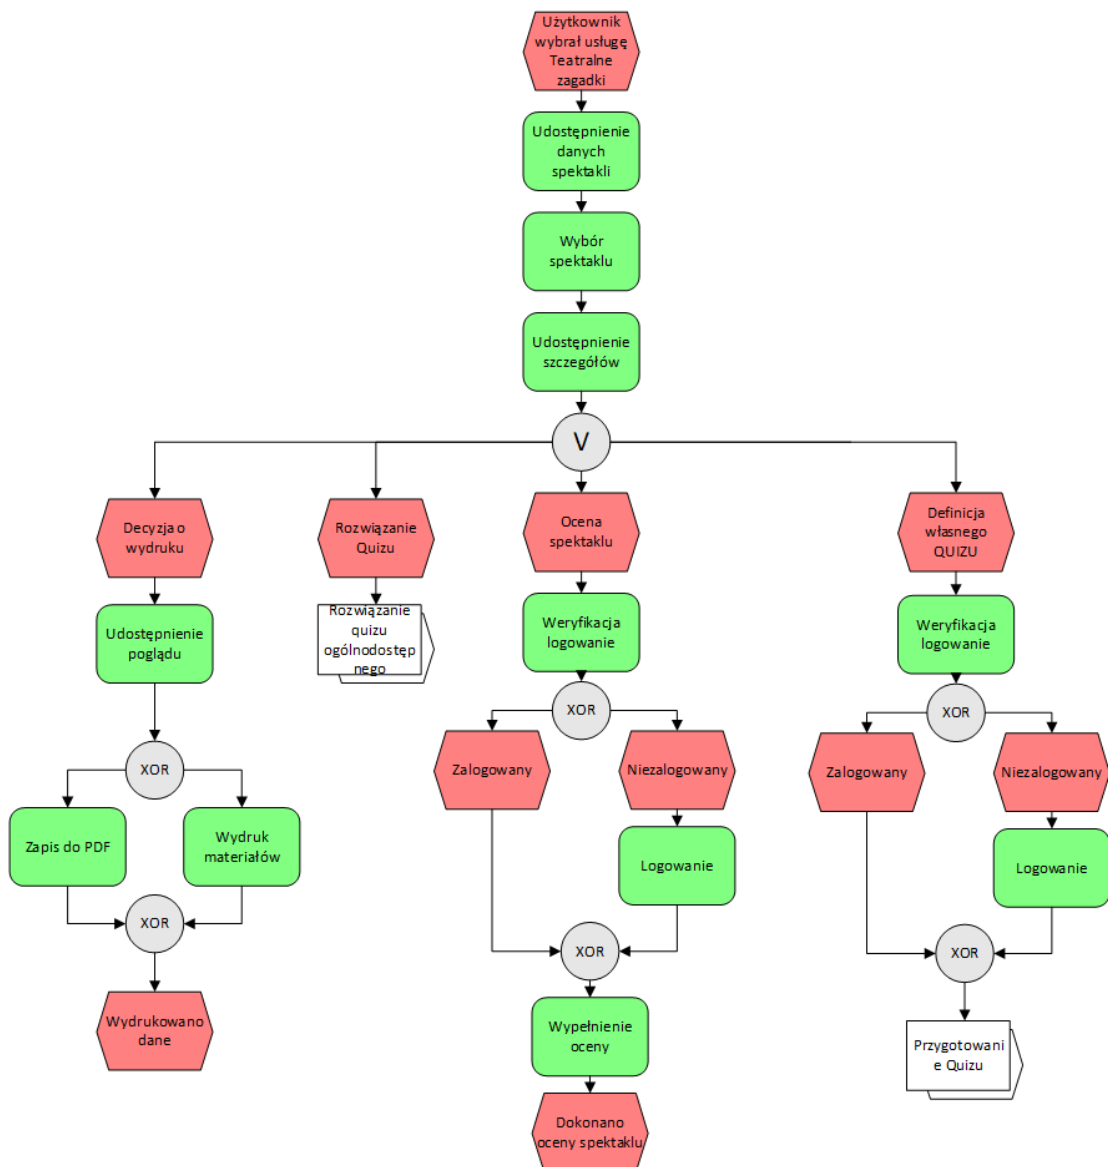 Użytkownik
wybrał usługę
Teatralne
zagadki
Udostępnienie
danych
spektakli
Wybór
spektaklu
Udostępnienie
szczegółów
V
Decyzja o
wydruku
Rozwiązanie
Quizu
Ocena
spektaklu
Definicja
własnego
QUIZU
Udostępnienie
poglądu
Rozwiązanie
quizu
ogólnodostęp
nego
Weryfikacja
logowanie
Weryfikacja
logowanie
XOR
XOR
XOR
Zalogowany
Niezalogowany
Zalogowany
Niezalogowany
Zapis do PDF
Wydruk
materiałów
Logowanie
Logowanie
XOR
XOR
XOR
Wydrukowano
dane
Wypełnienie
oceny
Przygotowani
e Quizu
Dokonano
oceny spektaklu